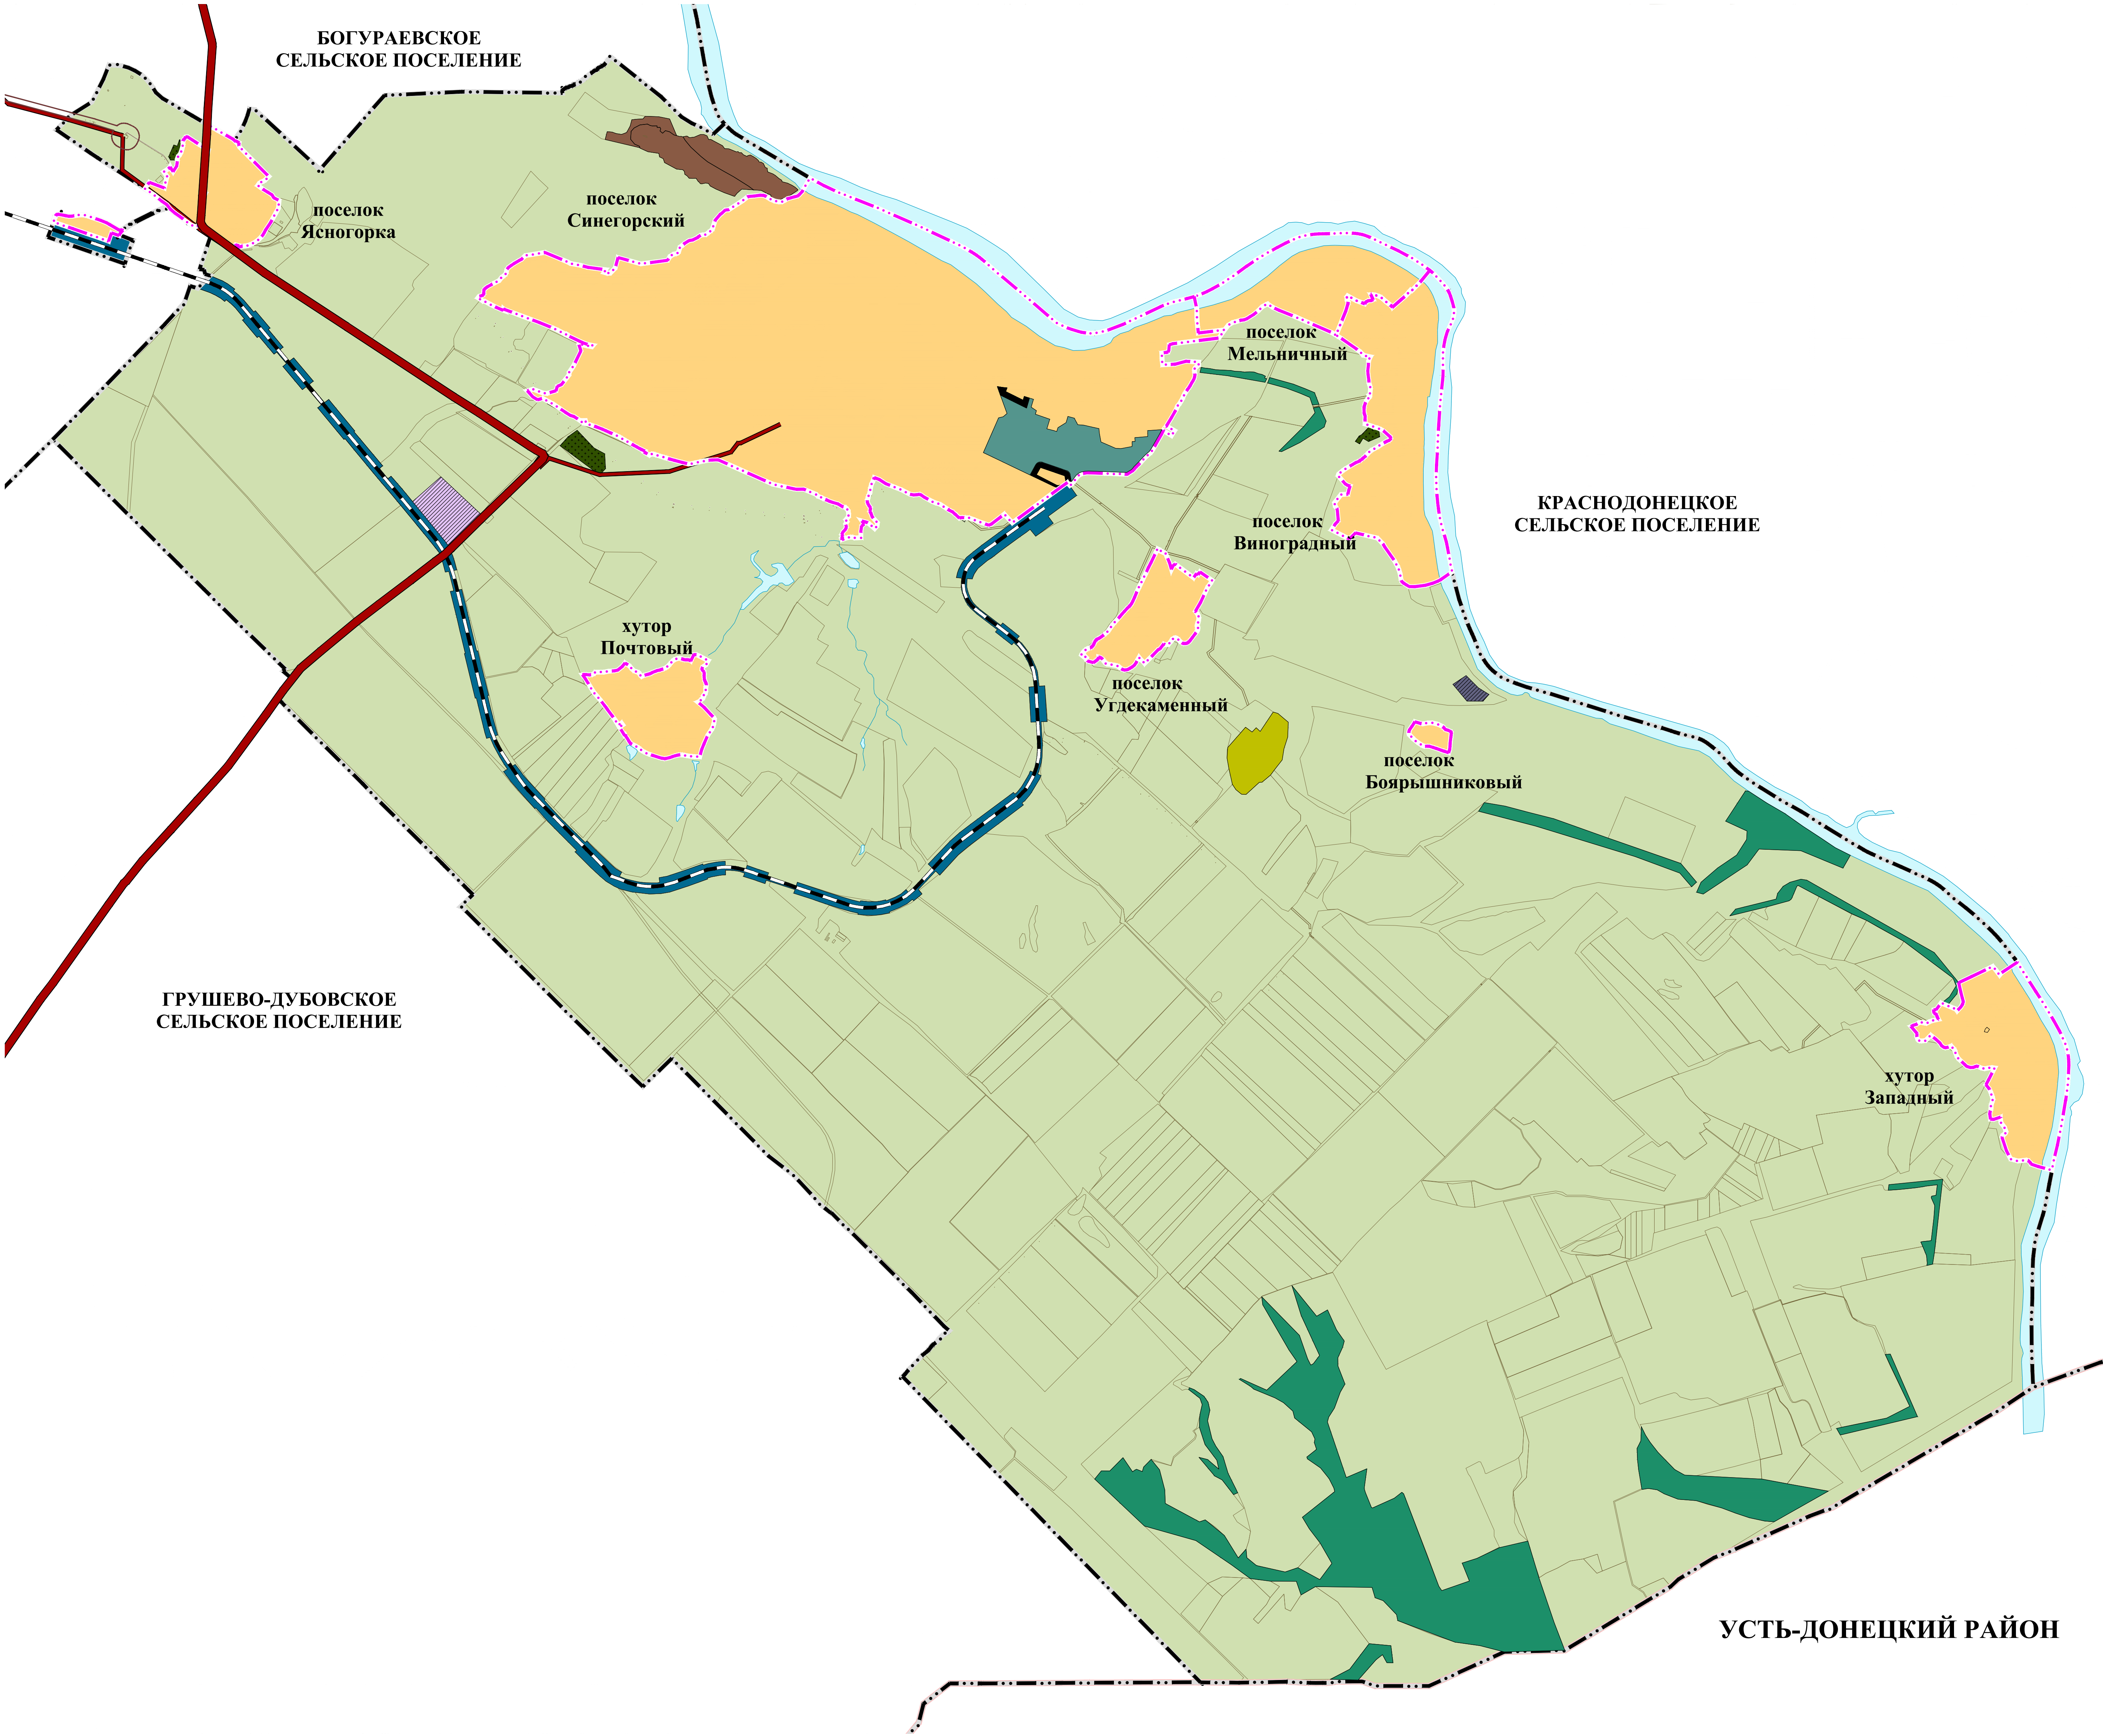 БОГУРАЕВСКОЕ
СЕЛЬСКОЕ ПОСЕЛЕНИЕ
поселок
Ясногорка
поселок
Синегорский
поселок
Мельничный
КРАСНОДОНЕЦКОЕ
СЕЛЬСКОЕ ПОСЕЛЕНИЕ
поселок
Виноградный
хутор
Почтовый
поселок
Угдекаменный
поселок
Боярышниковый
ГРУШЕВО-ДУБОВСКОЕ
СЕЛЬСКОЕ ПОСЕЛЕНИЕ
хутор
Западный
УСТЬ-ДОНЕЦКИЙ РАЙОН